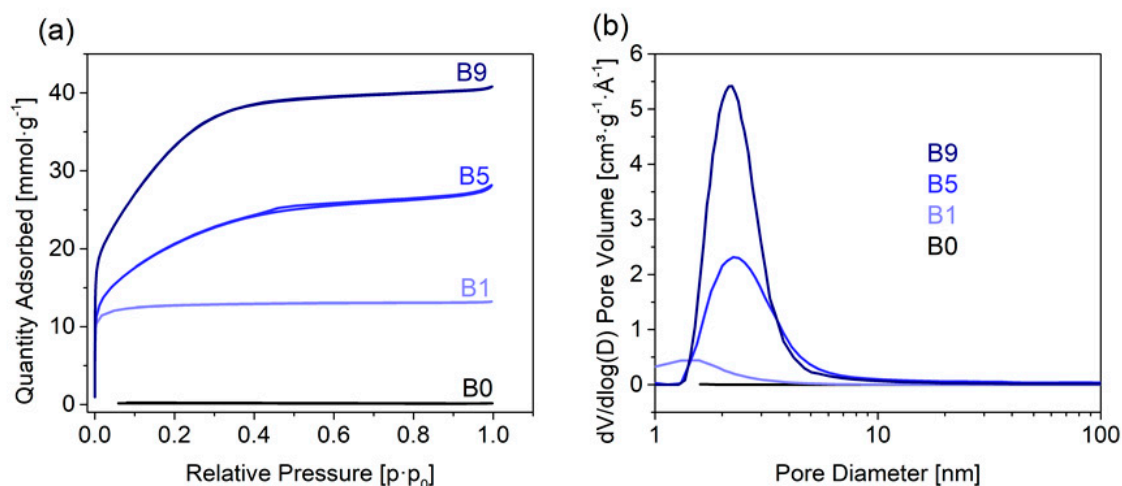 (a)
Quantity Adsorbed [mmol·g⁻¹]
40
30
20
10
0
B9
B5
B1
B0
0.0 0.2 0.4 0.6 0.8 1.0
Relative Pressure [p·p₀]
(b)
dV/dlog(D) Pore Volume [cm³·g⁻¹·Å⁻¹]
6
5
4
3
2
1
0
B9
B5
B1
B0
1 10 100
Pore Diameter [nm]